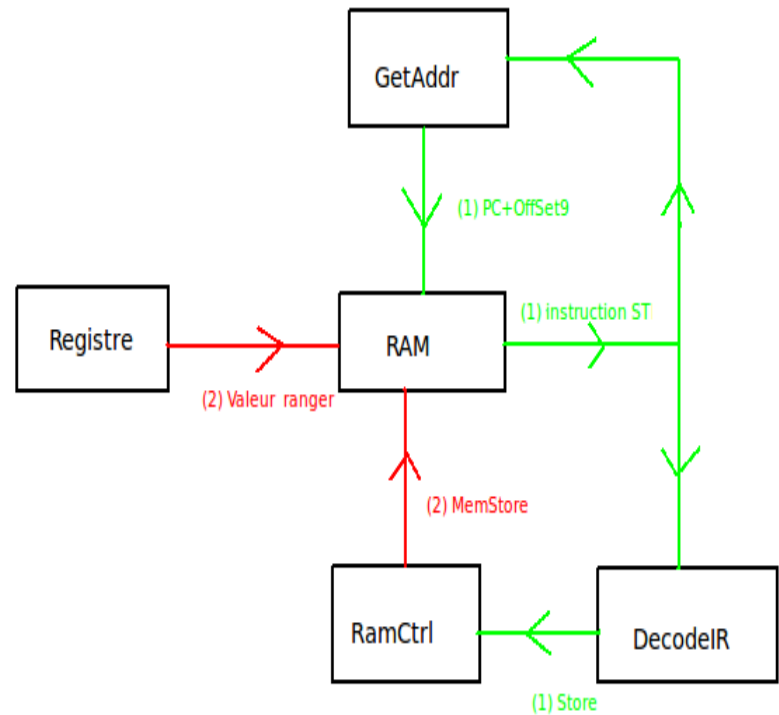 GetAddr
(1) PC+OffSet9
(1) instruction ST
Registre
RAM
(2) Valeur ranger
(2) MemStore
RamCtrl
DecodeIR
(1) Store